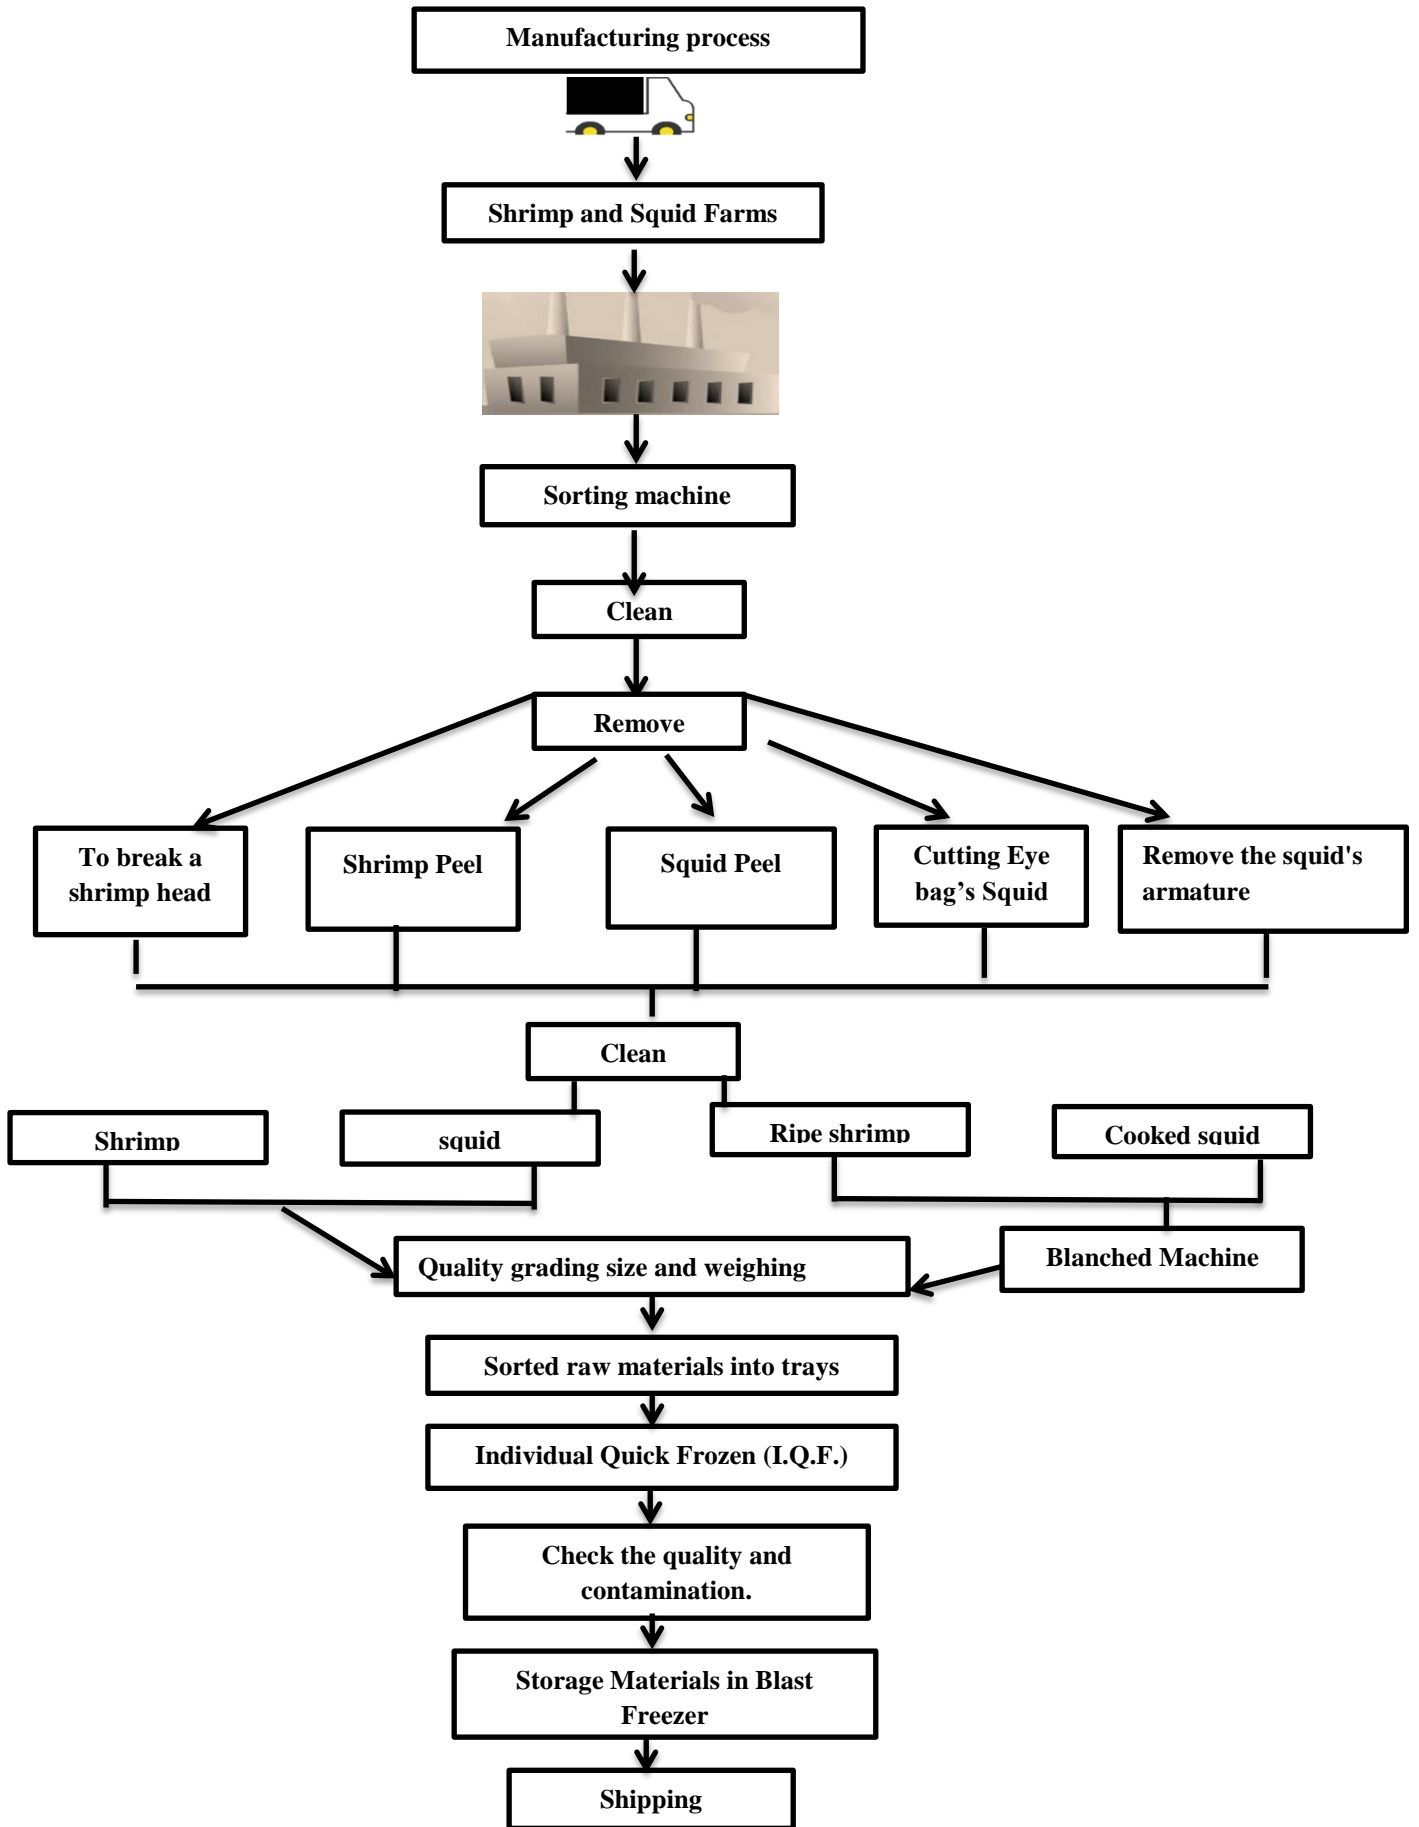 Manufacturing process
Shrimp and Squid Farms
Sorting machine
Clean
Remove
To break a
shrimp head
Shrimp Peel
Squid Peel
Cutting Eye
bag’s Squid
Remove the squid's
armature
Clean
Shrimp
squid
Ripe shrimp
Cooked squid
Quality grading size and weighing
Blanched Machine
Sorted raw materials into trays
Individual Quick Frozen (I.Q.F.)
Check the quality and
contamination.
Storage Materials in Blast
Freezer
Shipping